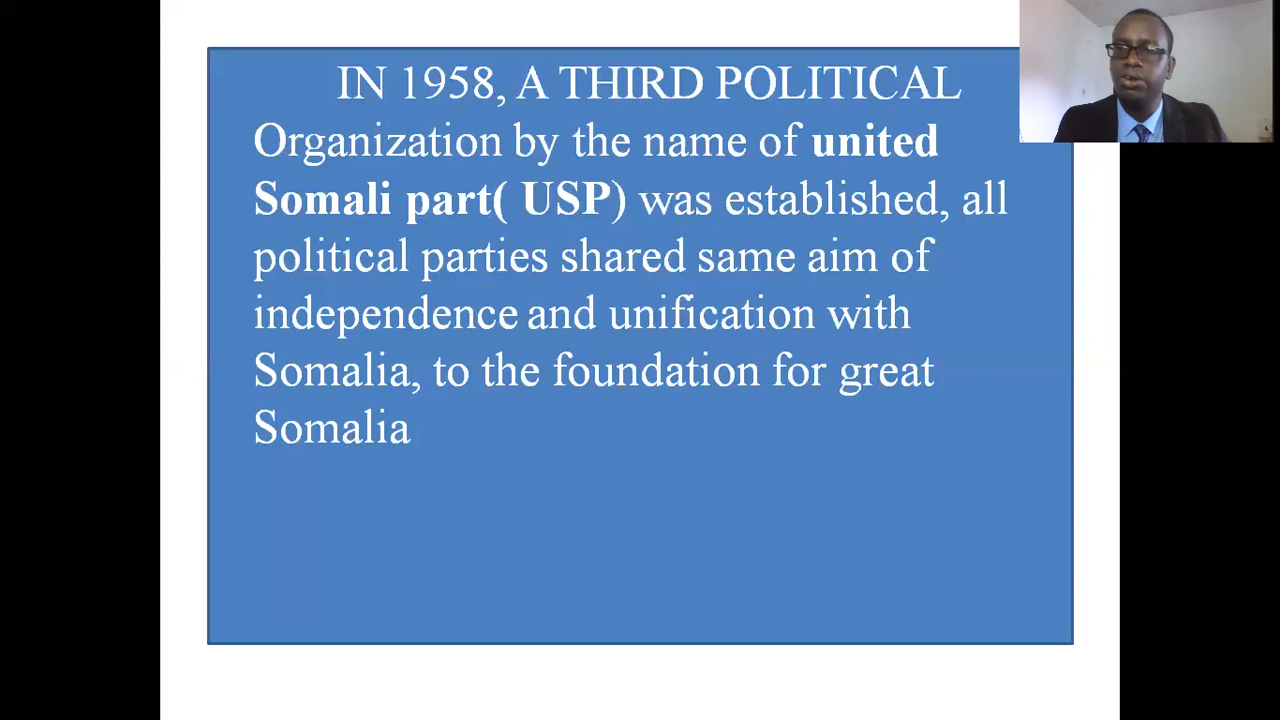 IN 1958, A THIRD POLITICAL
Organization by the name of united
Somali part( USP) was established, all
political parties shared same aim of
independence and unification with
Somalia, to the foundation for great
Somalia